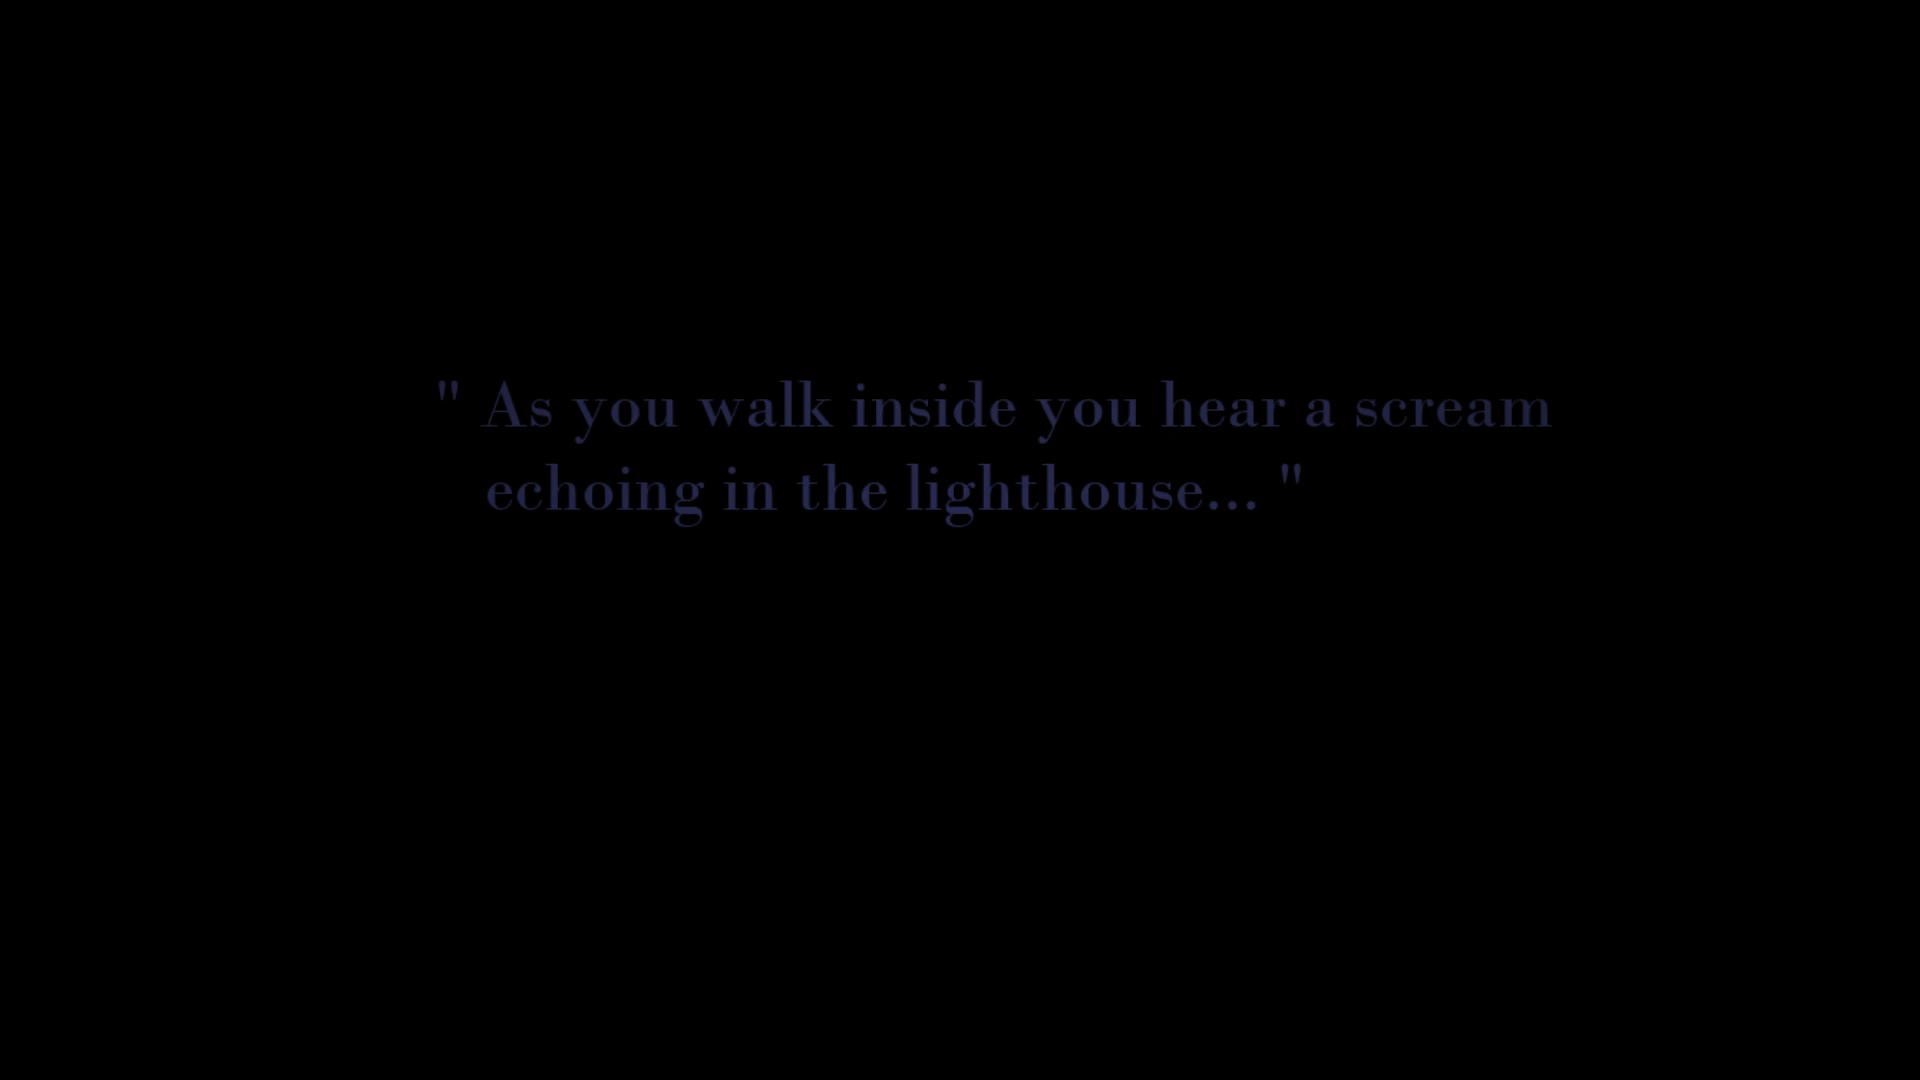 " As you walk inside you hear a scream
echoing in the lighthouse... "